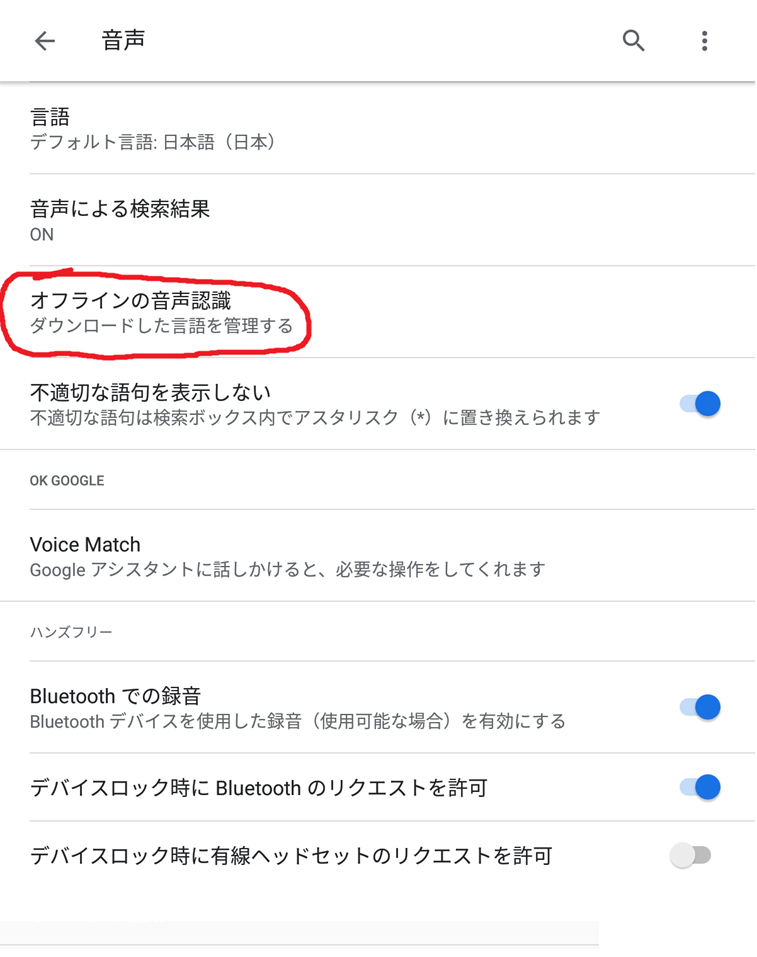 音声
言語
デフォルト言語: 日本語（日本）
音声による検索結果
ON
オフラインの音声認識
ダウンロードした言語を管理する
不適切な語句を表示しない
不適切な語句は検索ボックス内でアスタリスク（*）に置き換えられます
OK GOOGLE
Voice Match
Google アシスタントに話しかけると、必要な操作をしてくれます
ハンズフリー
Bluetooth での録音
Bluetooth デバイスを使用した録音（使用可能な場合）を有効にする
デバイスロック時に Bluetooth のリクエストを許可
デバイスロック時に有線ヘッドセットのリクエストを許可